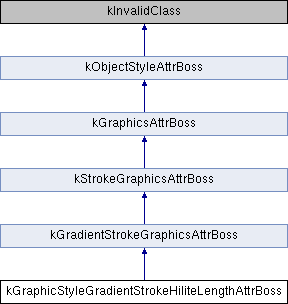 kInvalidClass
kObjectStyleAttrBoss
kGraphicsAttrBoss
kStrokeGraphicsAttrBoss
kGradientStrokeGraphicsAttrBoss
kGraphicStyleGradientStrokeHiliteLengthAttrBoss